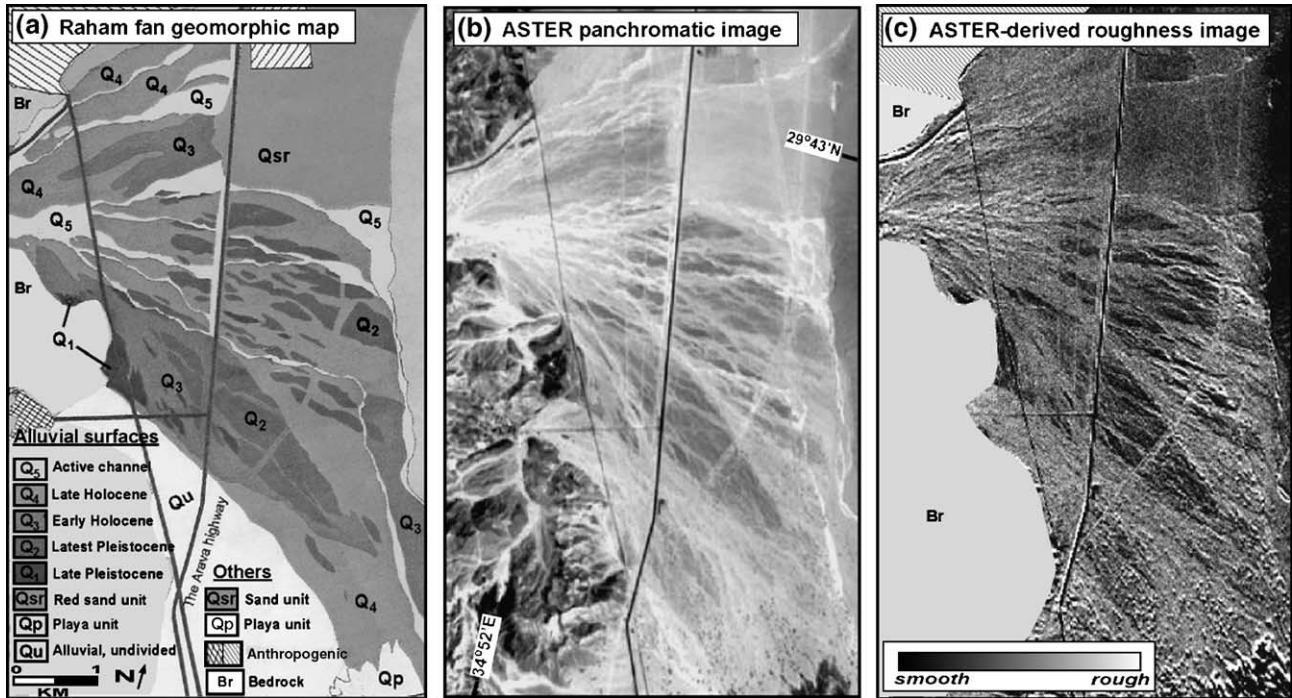 (a) Raham fan geomorphic map
Q4
Q4
Br
Q5
Q3
Qsr
Q4
Q5
Q5
Br
Q2
Q1
Q3
Q2
Alluvial surfaces
Q5 Active channel
Q4 Late Holocene
Q3 Early Holocene
Q2 Latest Pleistocene
Q1 Late Pleistocene
Qsr Red sand unit
Qp Playa unit
Qu Alluvial, undivided
0 1
KM
N
Qu
The Arava highway
Q3
Others
Qsr Sand unit
Qp Playa unit
Anthropogenic
Br Bedrock
Q4
Qp
(b) ASTER panchromatic image
29°43'N
34°52'E
(c) ASTER-derived roughness image
Br
Br
smooth rough